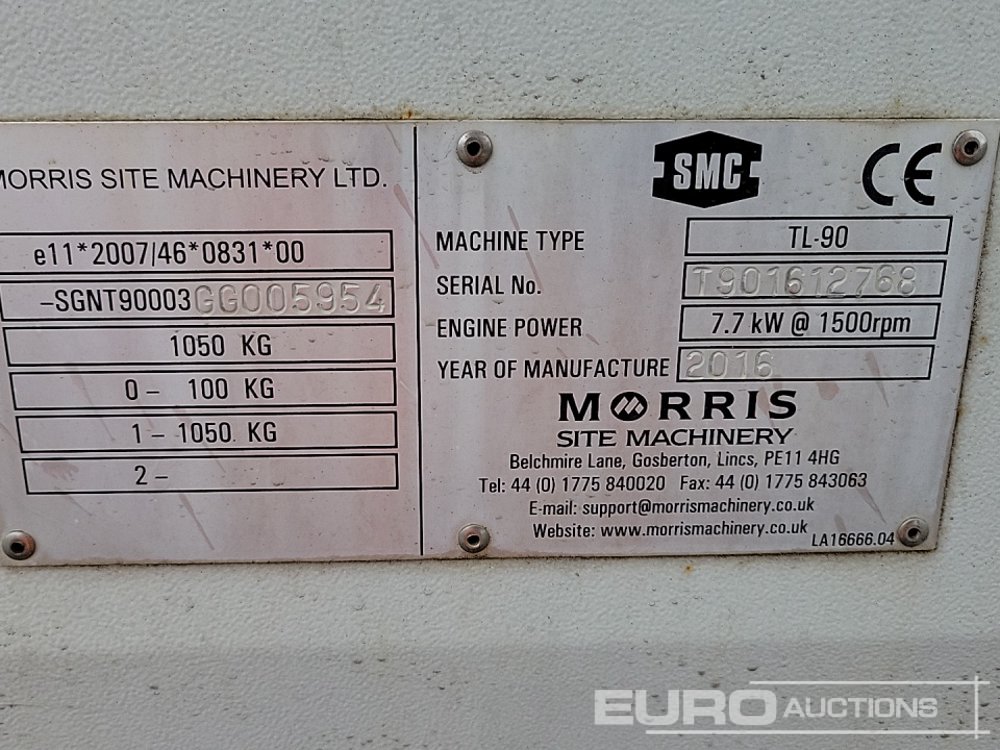 MORRIS SITE MACHINERY LTD.
e11*2007/46*0831*00
-SGNT90003GG005954
1050 KG
0- 100 KG
1- 1050 KG
2-
SMC CE
MACHINE TYPE TL-90
SERIAL No. T901612768
ENGINE POWER 7.7 kW @ 1500rpm
YEAR OF MANUFACTURE 2016
MORRIS
SITE MACHINERY
Belchmire Lane, Gosberton, Lincs, PE11 4HG
Tel: 44 (0) 1775 840020 Fax: 44 (0) 1775 843063
E-mail: support@morrismachinery.co.uk
Website: www.morrismachinery.co.uk
LA16666.04
EURO AUCTIONS